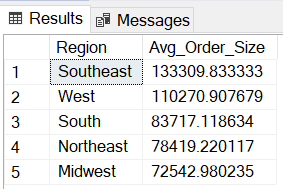 Results Messages
Region Avg_Order_Size
1 Southeast 133309.833333
2 West 110270.907679
3 South 83717.118634
4 Northeast 78419.220117
5 Midwest 72542.980235